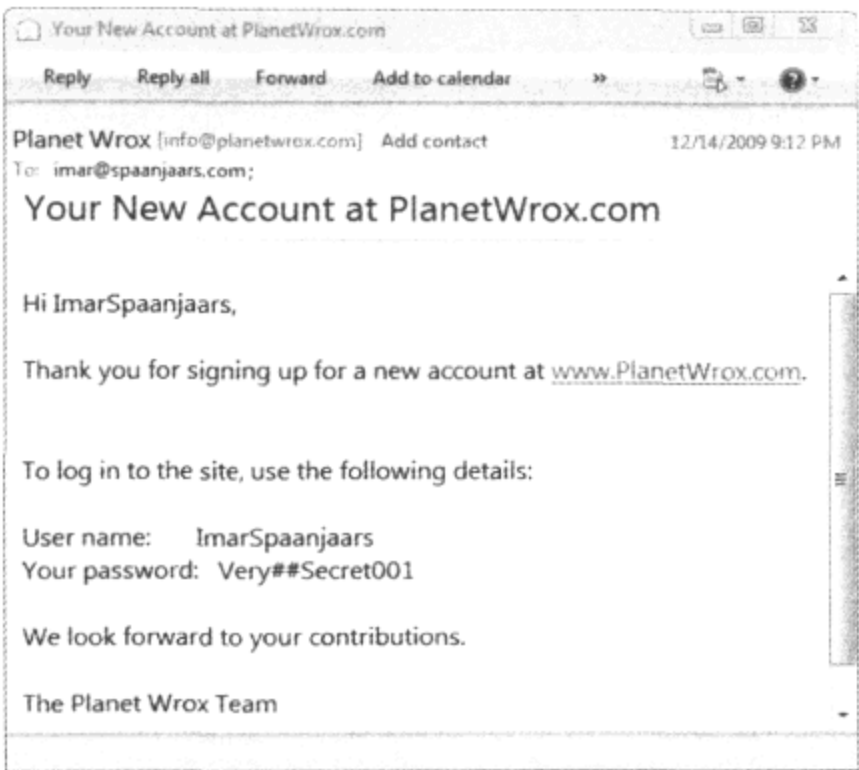 Your New Account at PlanetWrox.com
Reply Reply all Forward Add to calendar »
Planet Wrox [info@planetwrox.com] Add contact 12/14/2009 9:12 PM
To: imar@spaanjaars.com;
Your New Account at PlanetWrox.com
Hi ImarSpaanjaars,
Thank you for signing up for a new account at www.PlanetWrox.com.
To log in to the site, use the following details:
User name: ImarSpaanjaars
Your password: Very##Secret001
We look forward to your contributions.
The Planet Wrox Team